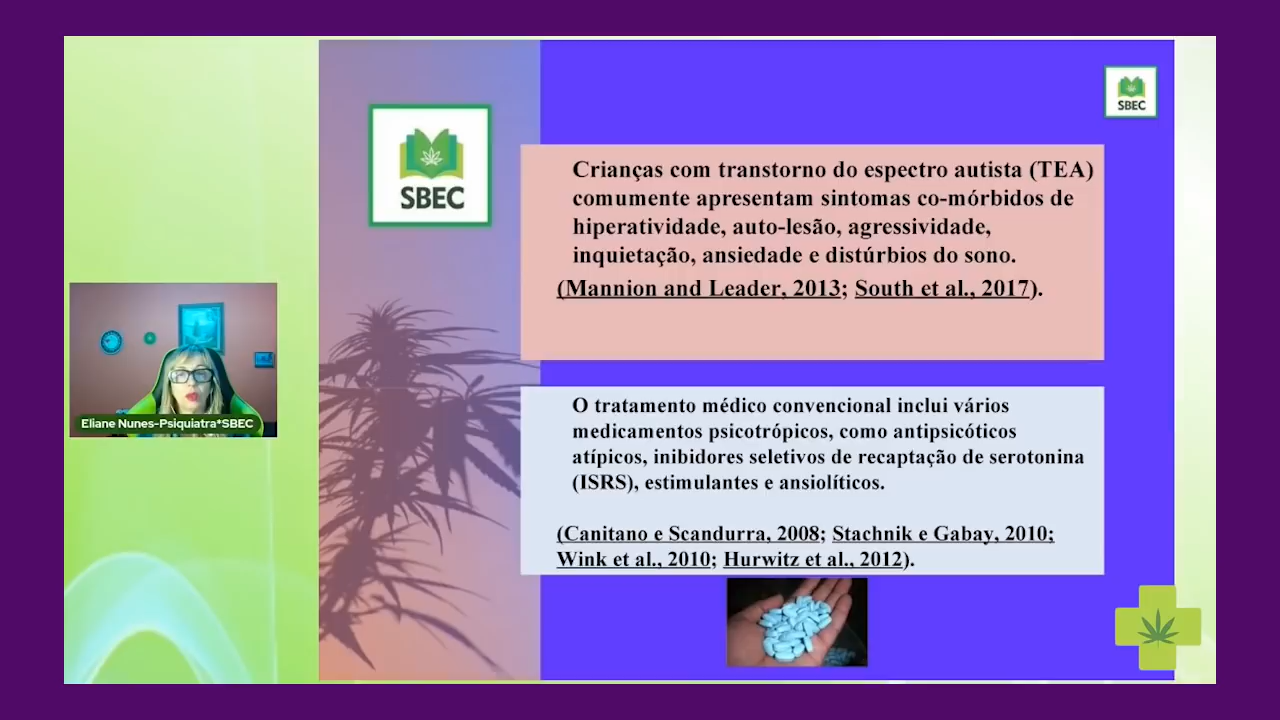 SBEC
SBEC
Crianças com transtorno do espectro autista (TEA)
comumente apresentam sintomas co-mórbidos de
hiperatividade, auto-lesão, agressividade,
inquietação, ansiedade e distúrbios do sono.
(Mannion and Leader, 2013; South et al., 2017).
Eliane Nunes-Psiquiatra*SBEC
O tratamento médico convencional inclui vários
medicamentos psicotrópicos, como antipsicóticos
atípicos, inibidores seletivos de recaptação de serotonina
(ISRS), estimulantes e ansiolíticos.
(Canitano e Scandurra, 2008; Stachnik e Gabay, 2010;
Wink et al., 2010; Hurwitz et al., 2012).